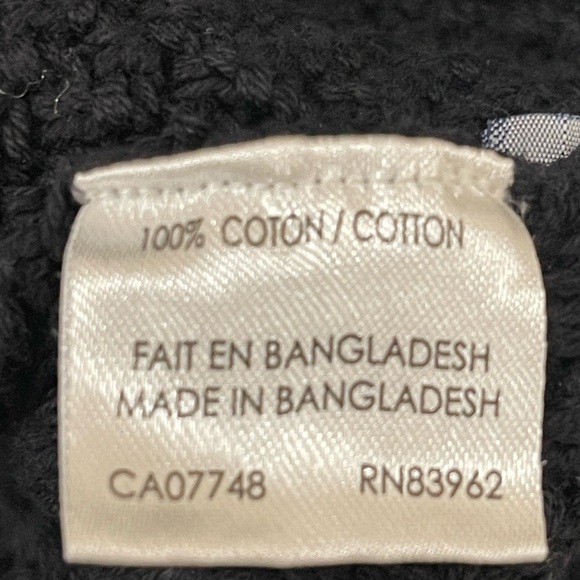 100% COTON / COTTON
FAIT EN BANGLADESH
MADE IN BANGLADESH
CA07748 RN83962